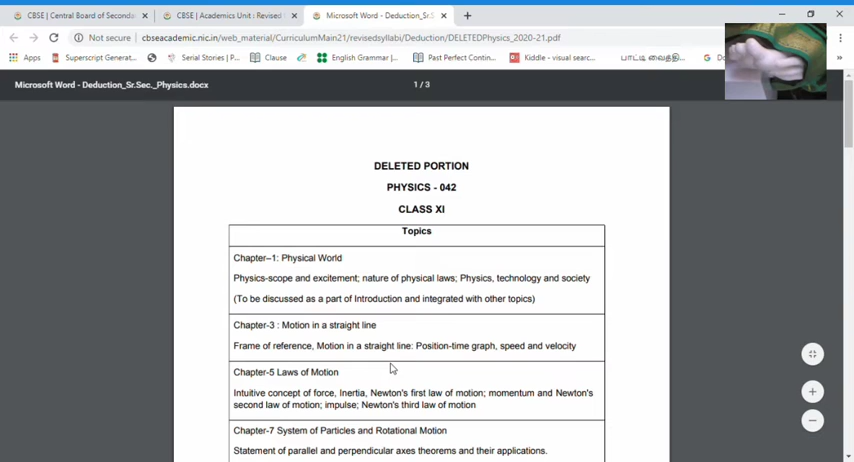 CBSE | Central Board of Seconda
CBSE | Academics Unit : Revised
Microsoft Word - Deduction_Sr.Sec
Not secure
cbseacademic.nic.in/web_material/CurriculumMain21/revisedsyllabi/Deduction/DELETEDPhysics_2020-21.pdf
Apps
Superscript Generat...
Serial Stories | P...
Clause
English Grammar |...
Past Perfect Contin...
Kiddle - visual searc...
பாட்டி வைத்தி...
Microsoft Word - Deduction_Sr.Sec._Physics.docx
1 / 3
DELETED PORTION
PHYSICS - 042
CLASS XI
Topics
Chapter–1: Physical World
Physics-scope and excitement; nature of physical laws; Physics, technology and society
(To be discussed as a part of Introduction and integrated with other topics)
Chapter-3 : Motion in a straight line
Frame of reference, Motion in a straight line: Position-time graph, speed and velocity
Chapter-5 Laws of Motion
Intuitive concept of force, Inertia, Newton's first law of motion; momentum and Newton's
second law of motion; impulse; Newton's third law of motion
Chapter-7 System of Particles and Rotational Motion
Statement of parallel and perpendicular axes theorems and their applications.